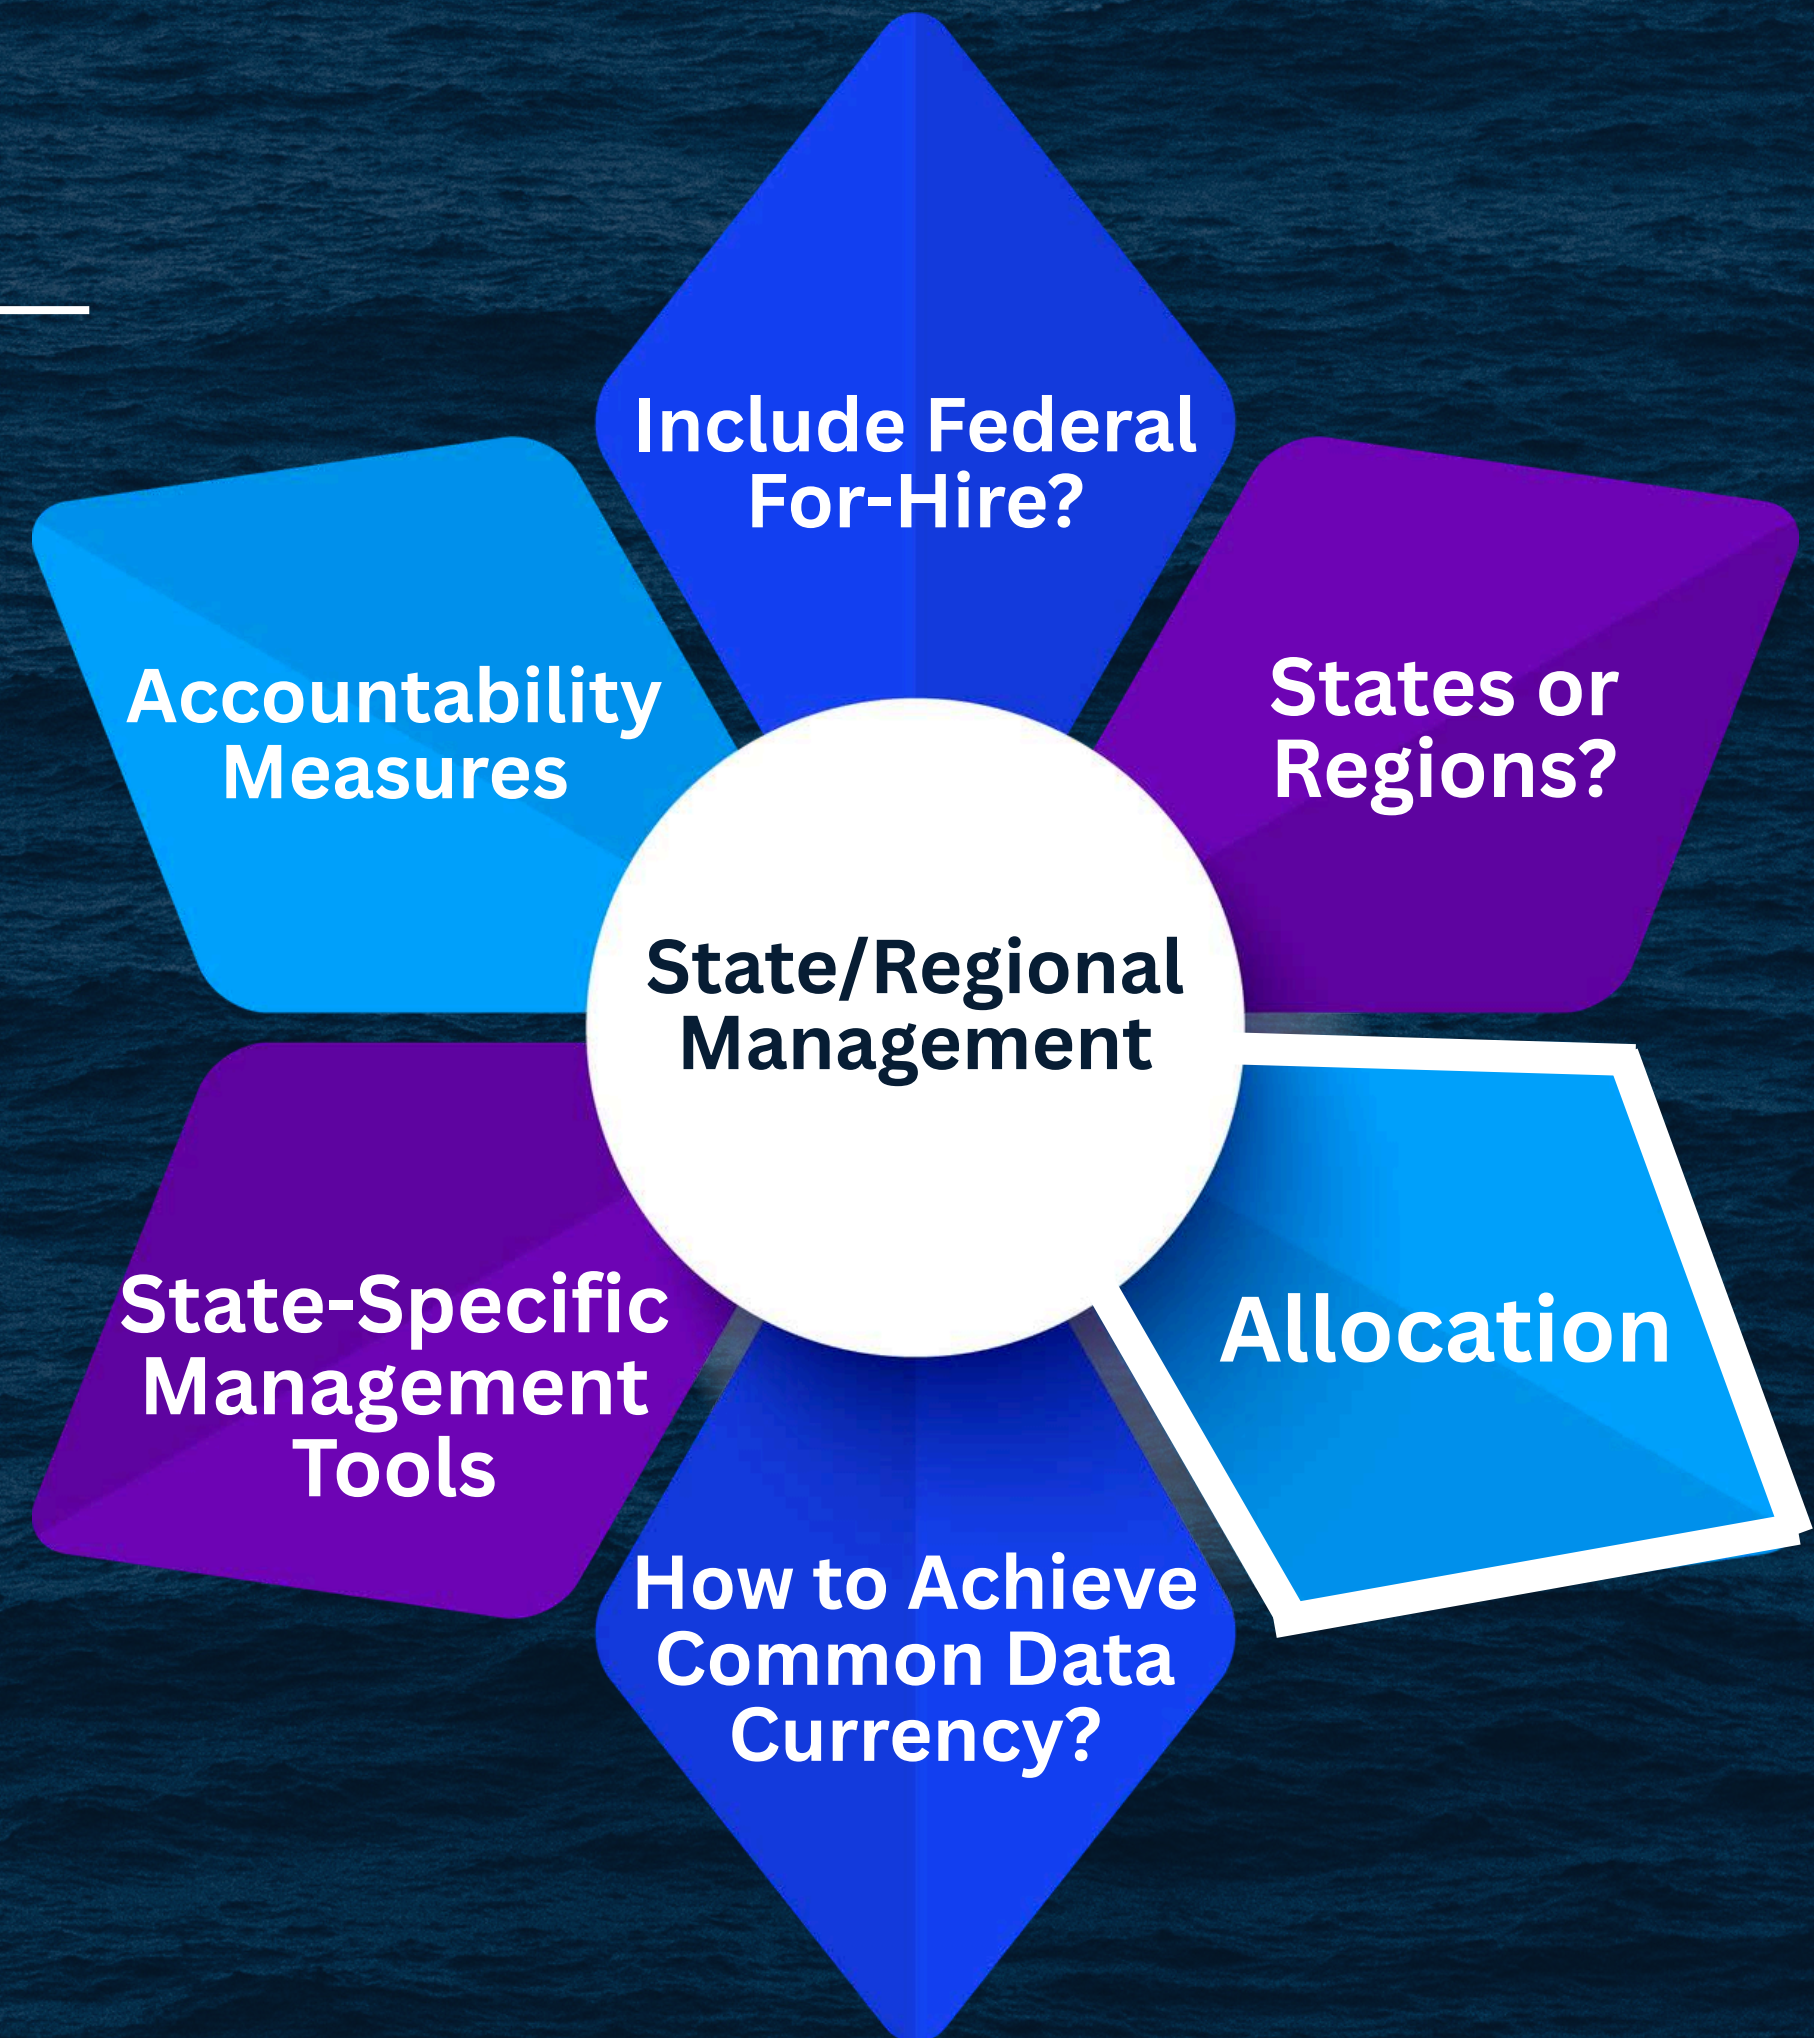 Include Federal
For-Hire?
States or
Regions?
Allocation
How to Achieve
Common Data
Currency?
State-Specific
Management
Tools
Accountability
Measures
State/Regional
Management